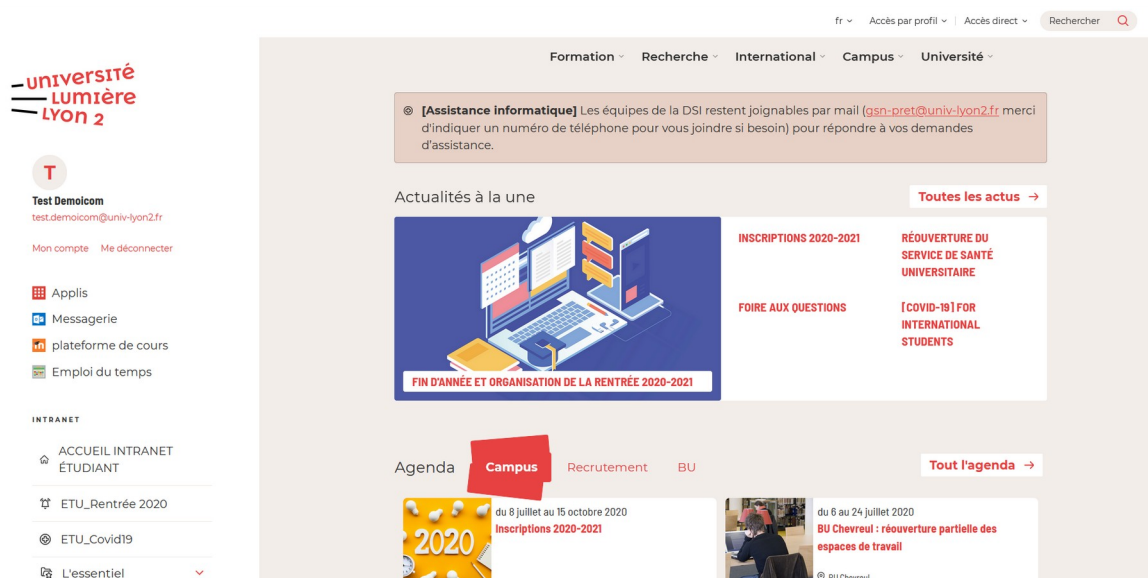 fr
Accès par profil
Accès direct
Rechercher
Formation
Recherche
International
Campus
Université
université
Lumière
Lyon 2
T
Test Demoicom
test.demoicom@univ-lyon2.fr
Mon compte Me déconnecter
Applis
Messagerie
plateforme de cours
Emploi du temps
INTRANET
ACCUEIL INTRANET
ÉTUDIANT
ETU_Rentrée 2020
ETU_Covid19
L'essentiel
[Assistance informatique] Les équipes de la DSI restent joignables par mail (gsn-pret@univ-lyon2.fr merci
d'indiquer un numéro de téléphone pour vous joindre si besoin) pour répondre à vos demandes
d'assistance.
Actualités à la une
Toutes les actus →
FIN D'ANNÉE ET ORGANISATION DE LA RENTRÉE 2020-2021
INSCRIPTIONS 2020-2021
RÉOUVERTURE DU
SERVICE DE SANTÉ
UNIVERSITAIRE
FOIRE AUX QUESTIONS
[COVID-19] FOR
INTERNATIONAL
STUDENTS
Agenda
Campus
Recrutement
BU
Tout l'agenda →
2020
du 8 juillet au 15 octobre 2020
Inscriptions 2020-2021
du 6 au 24 juillet 2020
BU Chevreul : réouverture partielle des
espaces de travail
BU Chevreul